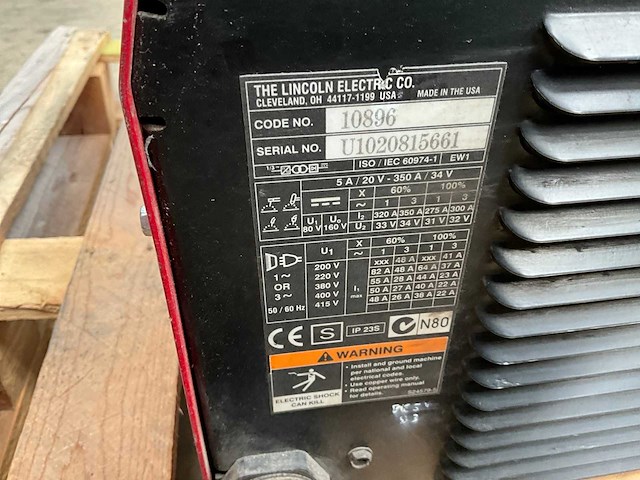 THE LINCOLN ELECTRIC CO.
CLEVELAND, OH 44117-1199 USA MADE IN THE USA
CODE NO. 10896
SERIAL NO. U1020815661
ISO / IEC 60974-1 EW1
5 A / 20 V - 350 A / 34 V
X 60% 100%
1 3 1 3
U1 80 V U0 160 V I2 320 A 350 A 275 A 300 A
U2 33 V 34 V 31 V 32 V
U1 X 60% 100%
1 3 1 3
1~ OR 3~ 50 / 60 Hz
200 V xxx 48 A xxx 41 A
220 V 82 A 48 A 64 A 37 A
380 V I1 max 55 A 28 A 44 A 23 A
400 V 50 A 27 A 40 A 22 A
415 V 48 A 26 A 38 A 22 A
CE S IP 23S N80
WARNING
• Install and ground machine
per national and local
electrical codes.
• Use copper wire only.
• Read operating manual
for details.
ELECTRIC SHOCK
CAN KILL